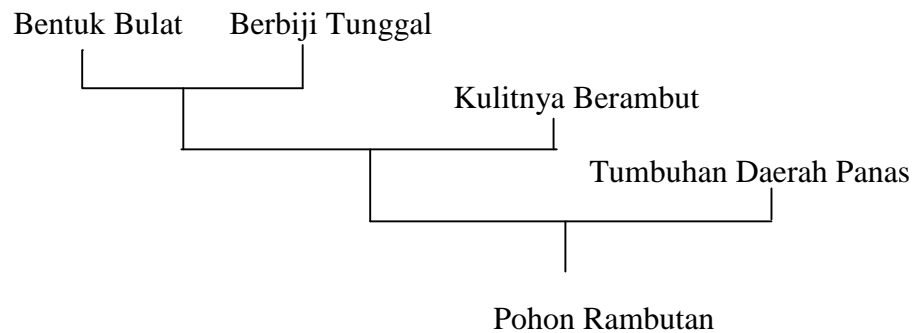 Bentuk Bulat Berbiji Tunggal
Kulitnya Berambut
Tumbuhan Daerah Panas
Pohon Rambutan